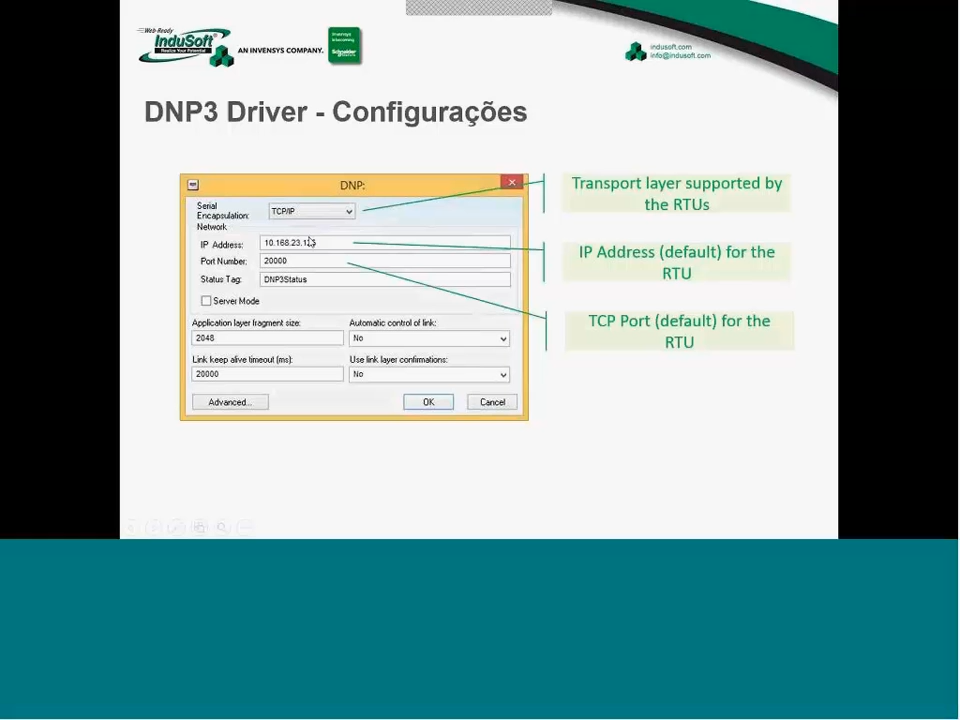 Web Ready
InduSoft
Realize Your Potential
AN INVENSYS COMPANY.
invensys
Schneider
indusoft.com
info@indusoft.com
DNP3 Driver - Configurações
DNP:
Serial
Encapsulation:
TCP/IP
Network
IP Address:
Port Number:
20000
Status Tag:
DNP3Status
Server Mode
Application layer fragment size:
Automatic control of link:
2048
No
Link keep alive timeout (ms):
Use link layer confirmations:
20000
No
Advanced...
OK
Cancel
Transport layer supported by
the RTUs
IP Address (default) for the
RTU
TCP Port (default) for the
RTU